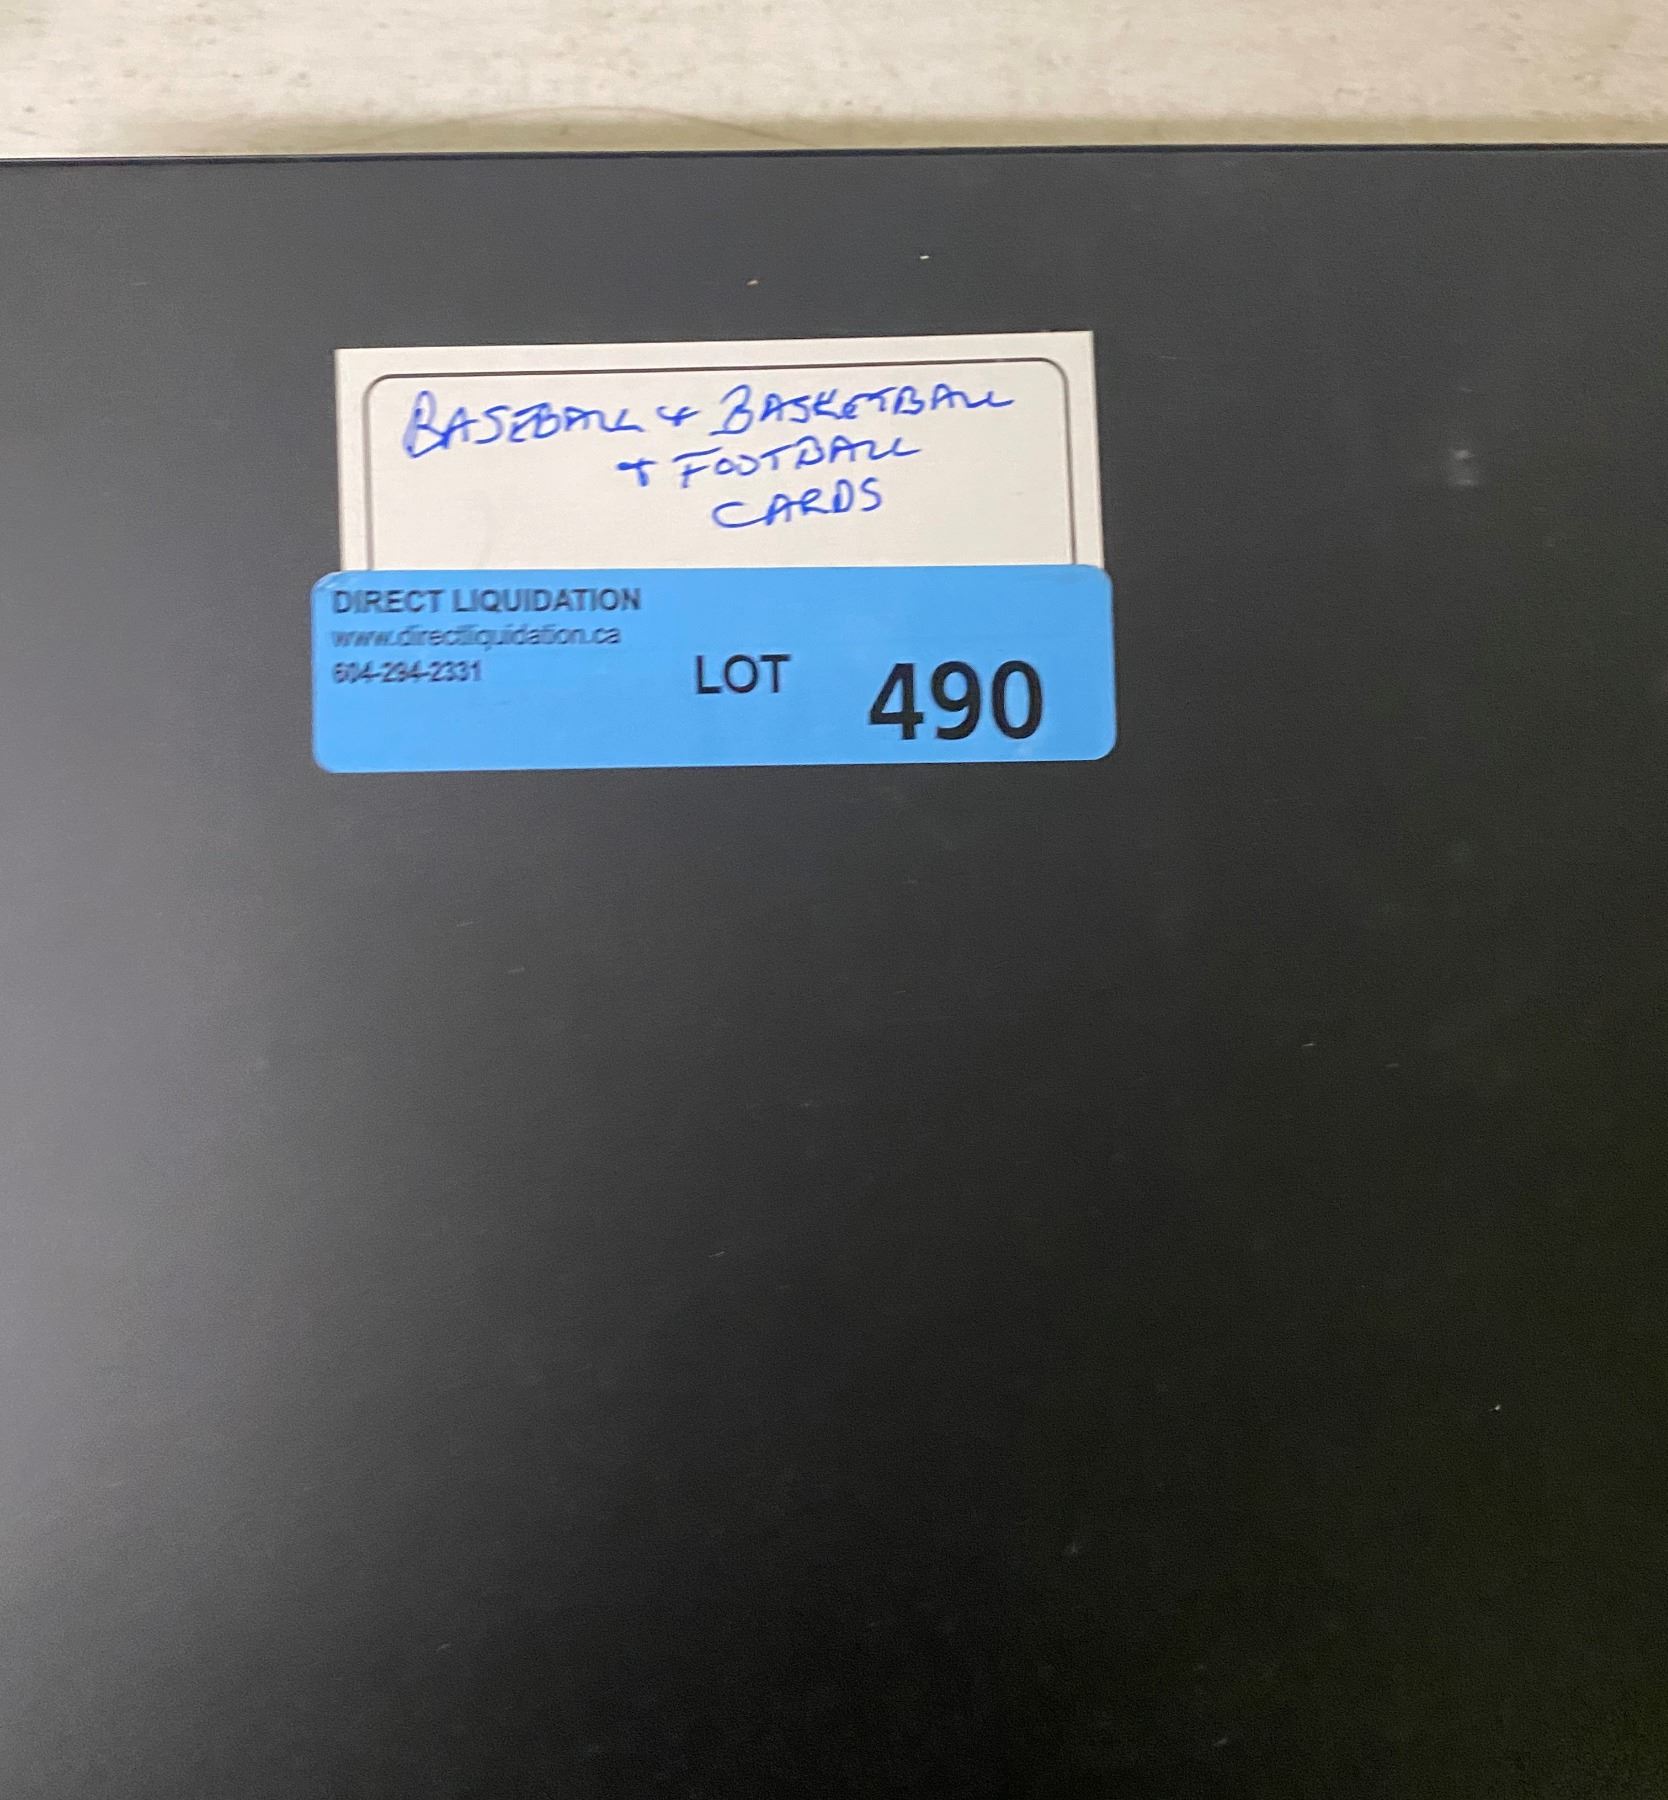 BASEBALL & BASKETBALL
+ FOOTBALL
CARDS
DIRECT LIQUIDATION
www.directliquidation.ca
604-294-2331
LOT 490